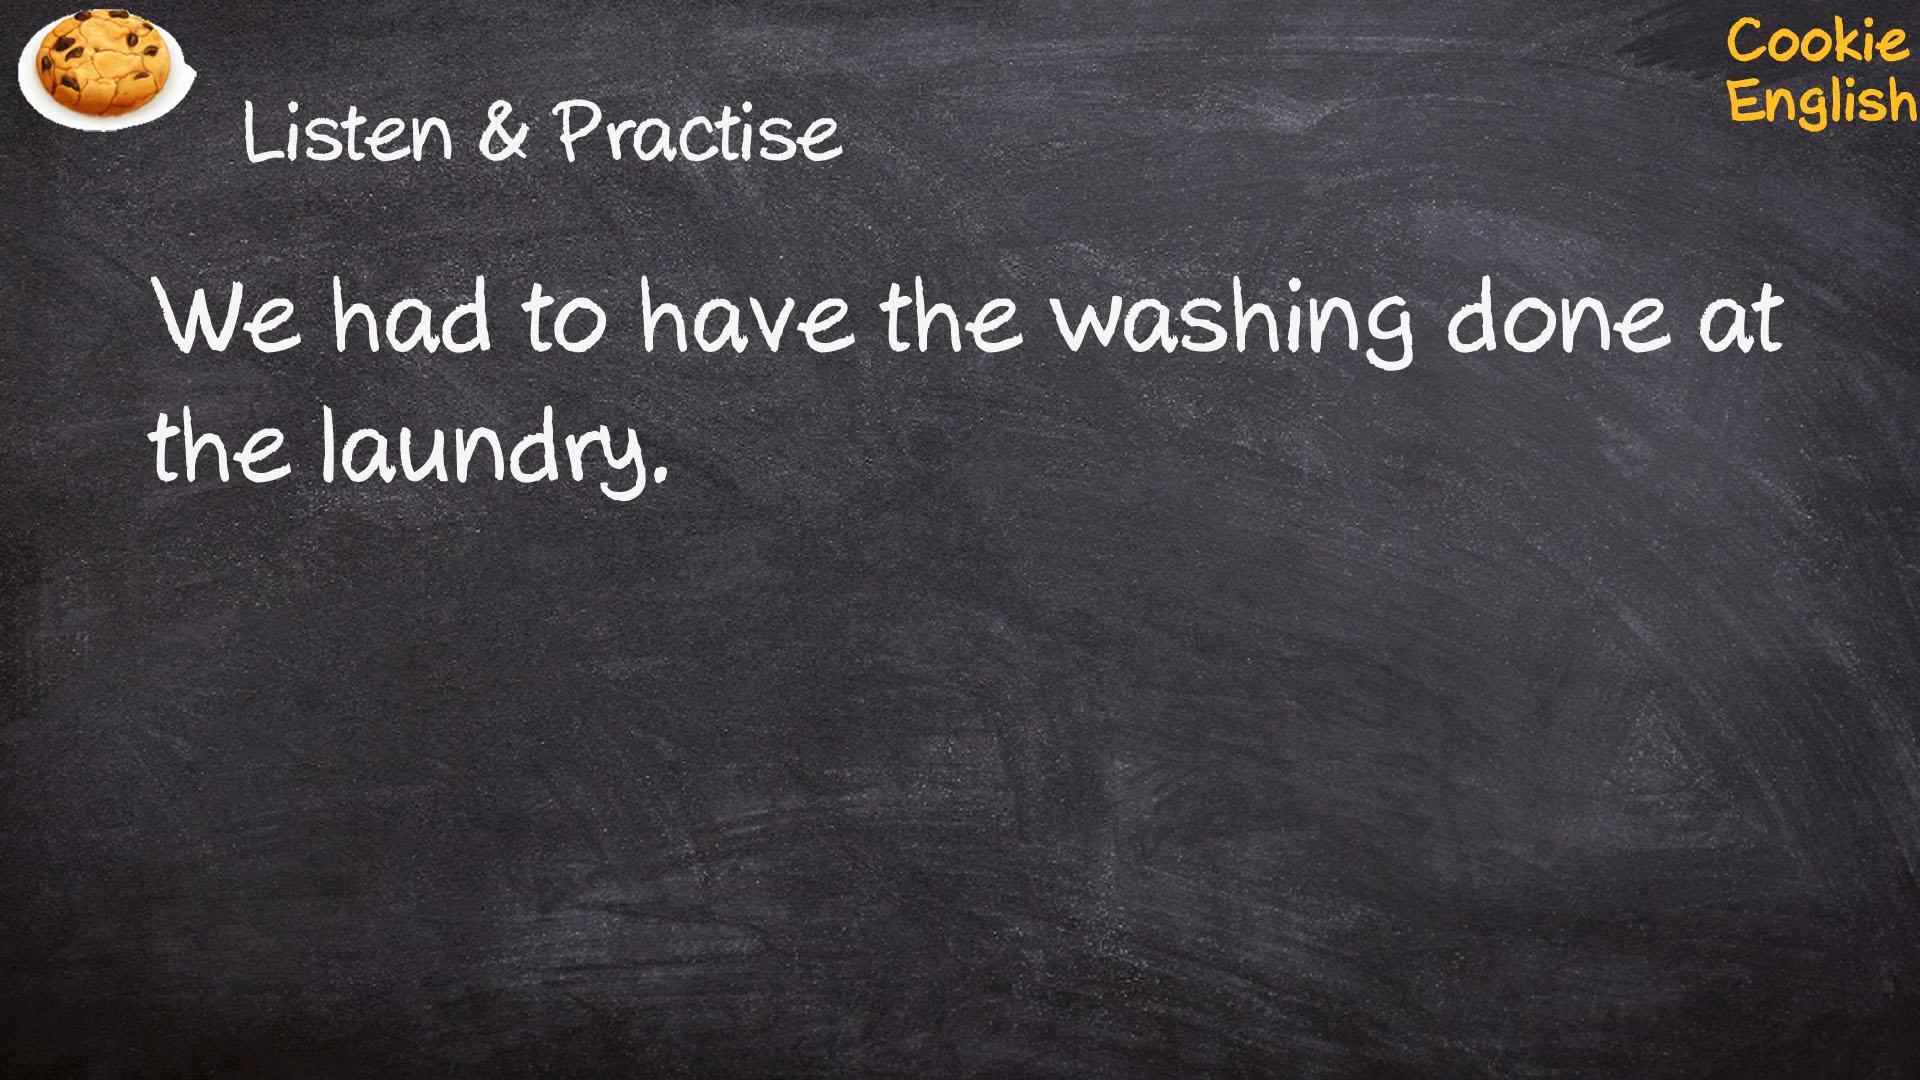 Cookie
English
Listen & Practise
We had to have the washing done at
the laundry.